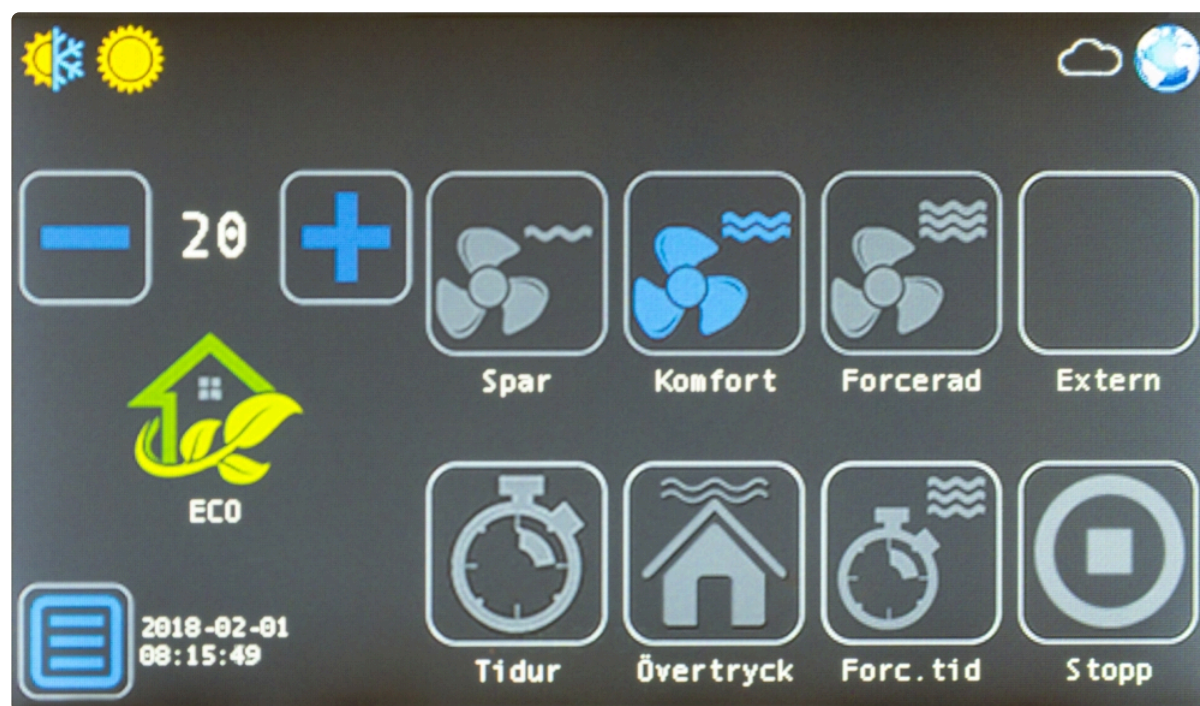 20
Spar
Komfort
Forcerad
Extern
ECO
2018-02-01
08:15:49
Tidur
Övertryck
Forc.tid
Stopp